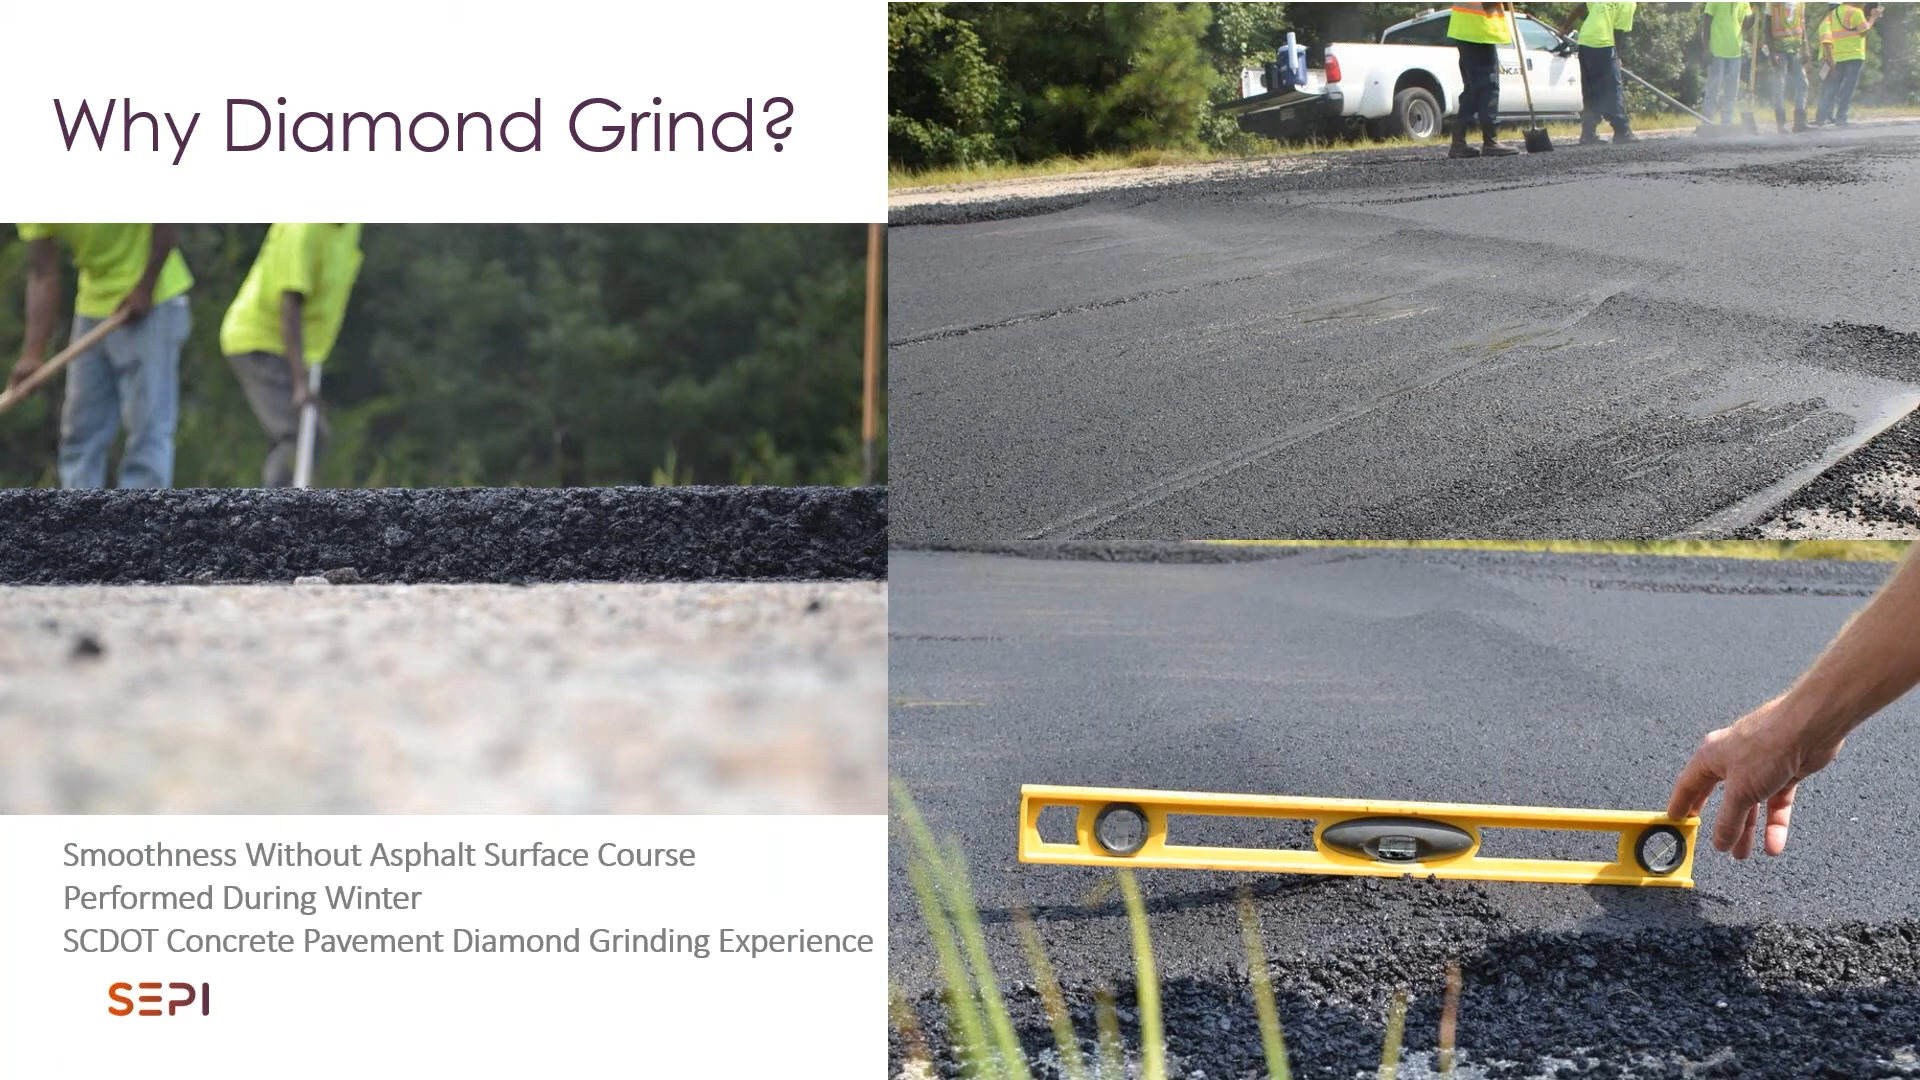 Why Diamond Grind?
Smoothness Without Asphalt Surface Course
Performed During Winter
SCDOT Concrete Pavement Diamond Grinding Experience
SEPI